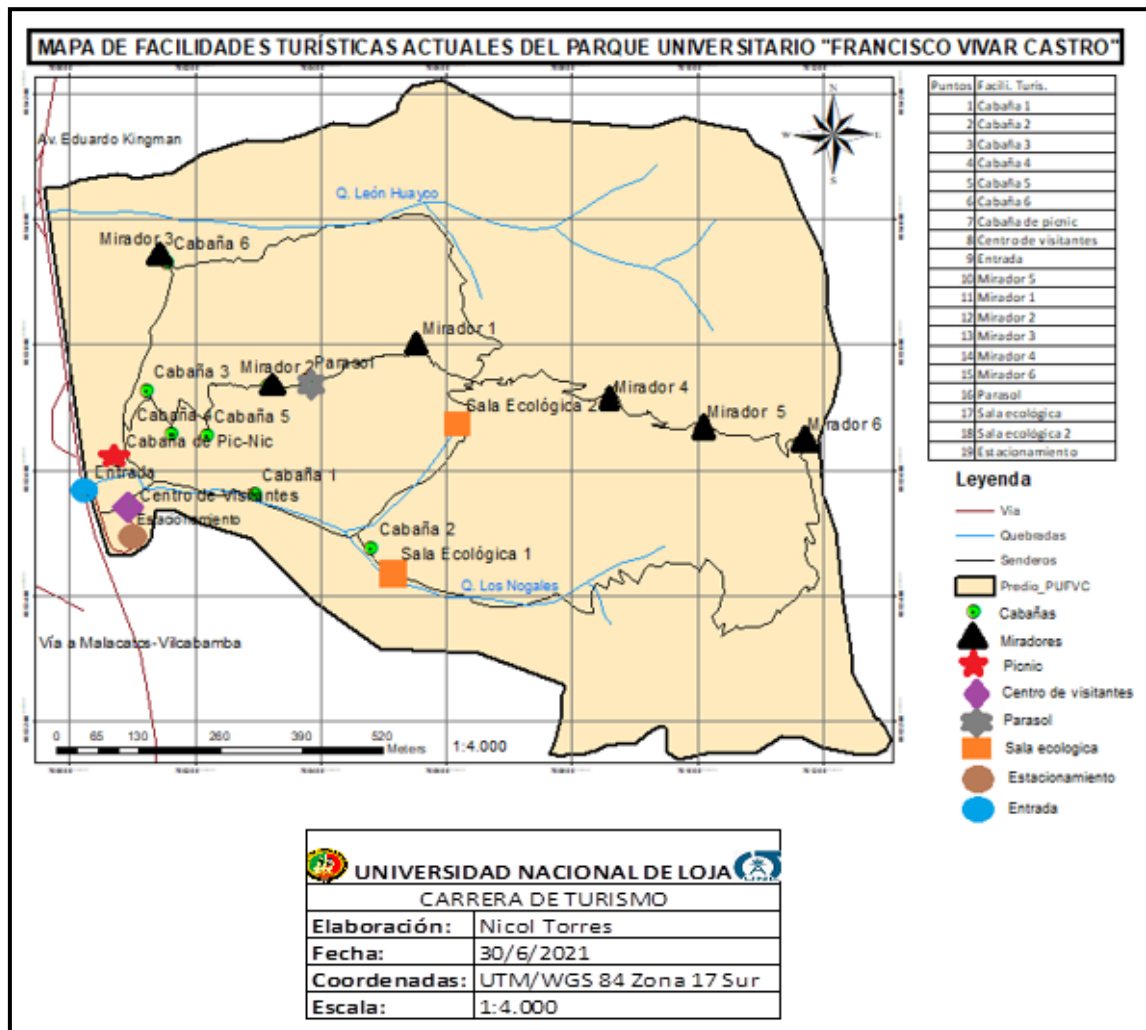 MAPA DE FACILIDADES TURÍSTICAS ACTUALES DEL PARQUE UNIVERSITARIO "FRANCISCO VIVAR CASTRO"
Av. Eduardo Kingman
Q. León Huayco
Mirador 3
Cabaña 6
Mirador 1
Cabaña 3
Mirador 2
Parasol
Mirador 4
Cabaña 4
Cabaña 5
Sala Ecológica 2
Mirador 5
Mirador 6
Cabaña de Pic-Nic
Entrada
Cabaña 1
Centro de Visitantes
Estacionamiento
Cabaña 2
Sala Ecológica 1
Q. Los Nogales
Vía a Malacatos-Vilcabamba
0 65 130 260 390 520
Meters
1:4.000
N
W E
S
Puntos Facili. Turis.
1 Cabaña 1
2 Cabaña 2
3 Cabaña 3
4 Cabaña 4
5 Cabaña 5
6 Cabaña 6
7 Cabaña de picnic
8 Centro de visitantes
9 Entrada
10 Mirador 5
11 Mirador 1
12 Mirador 2
13 Mirador 3
14 Mirador 4
15 Mirador 6
16 Parasol
17 Sala ecológica
18 Sala ecológica 2
19 Estacionamiento
Leyenda
Vía
Quebradas
Senderos
Predio_PUFVC
Cabañas
Miradores
Picnic
Centro de visitantes
Parasol
Sala ecologica
Estacionamiento
Entrada
UNIVERSIDAD NACIONAL DE LOJA
CARRERA DE TURISMO
Elaboración: Nicol Torres
Fecha: 30/6/2021
Coordenadas: UTM/WGS 84 Zona 17 Sur
Escala: 1:4.000